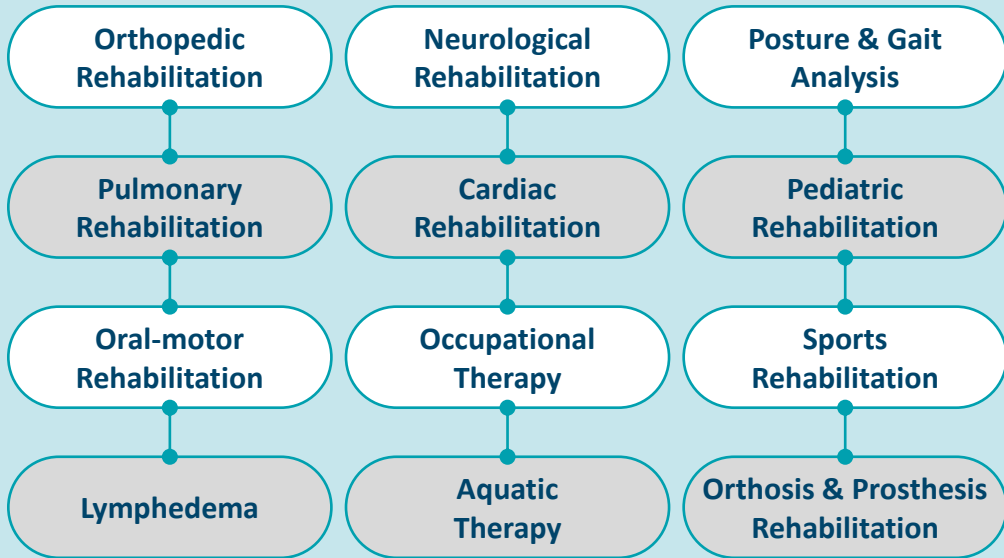 Orthopedic
Rehabilitation
Neurological
Rehabilitation
Posture & Gait
Analysis
Pulmonary
Rehabilitation
Cardiac
Rehabilitation
Pediatric
Rehabilitation
Oral-motor
Rehabilitation
Occupational
Therapy
Sports
Rehabilitation
Lymphedema
Aquatic
Therapy
Orthosis & Prosthesis
Rehabilitation